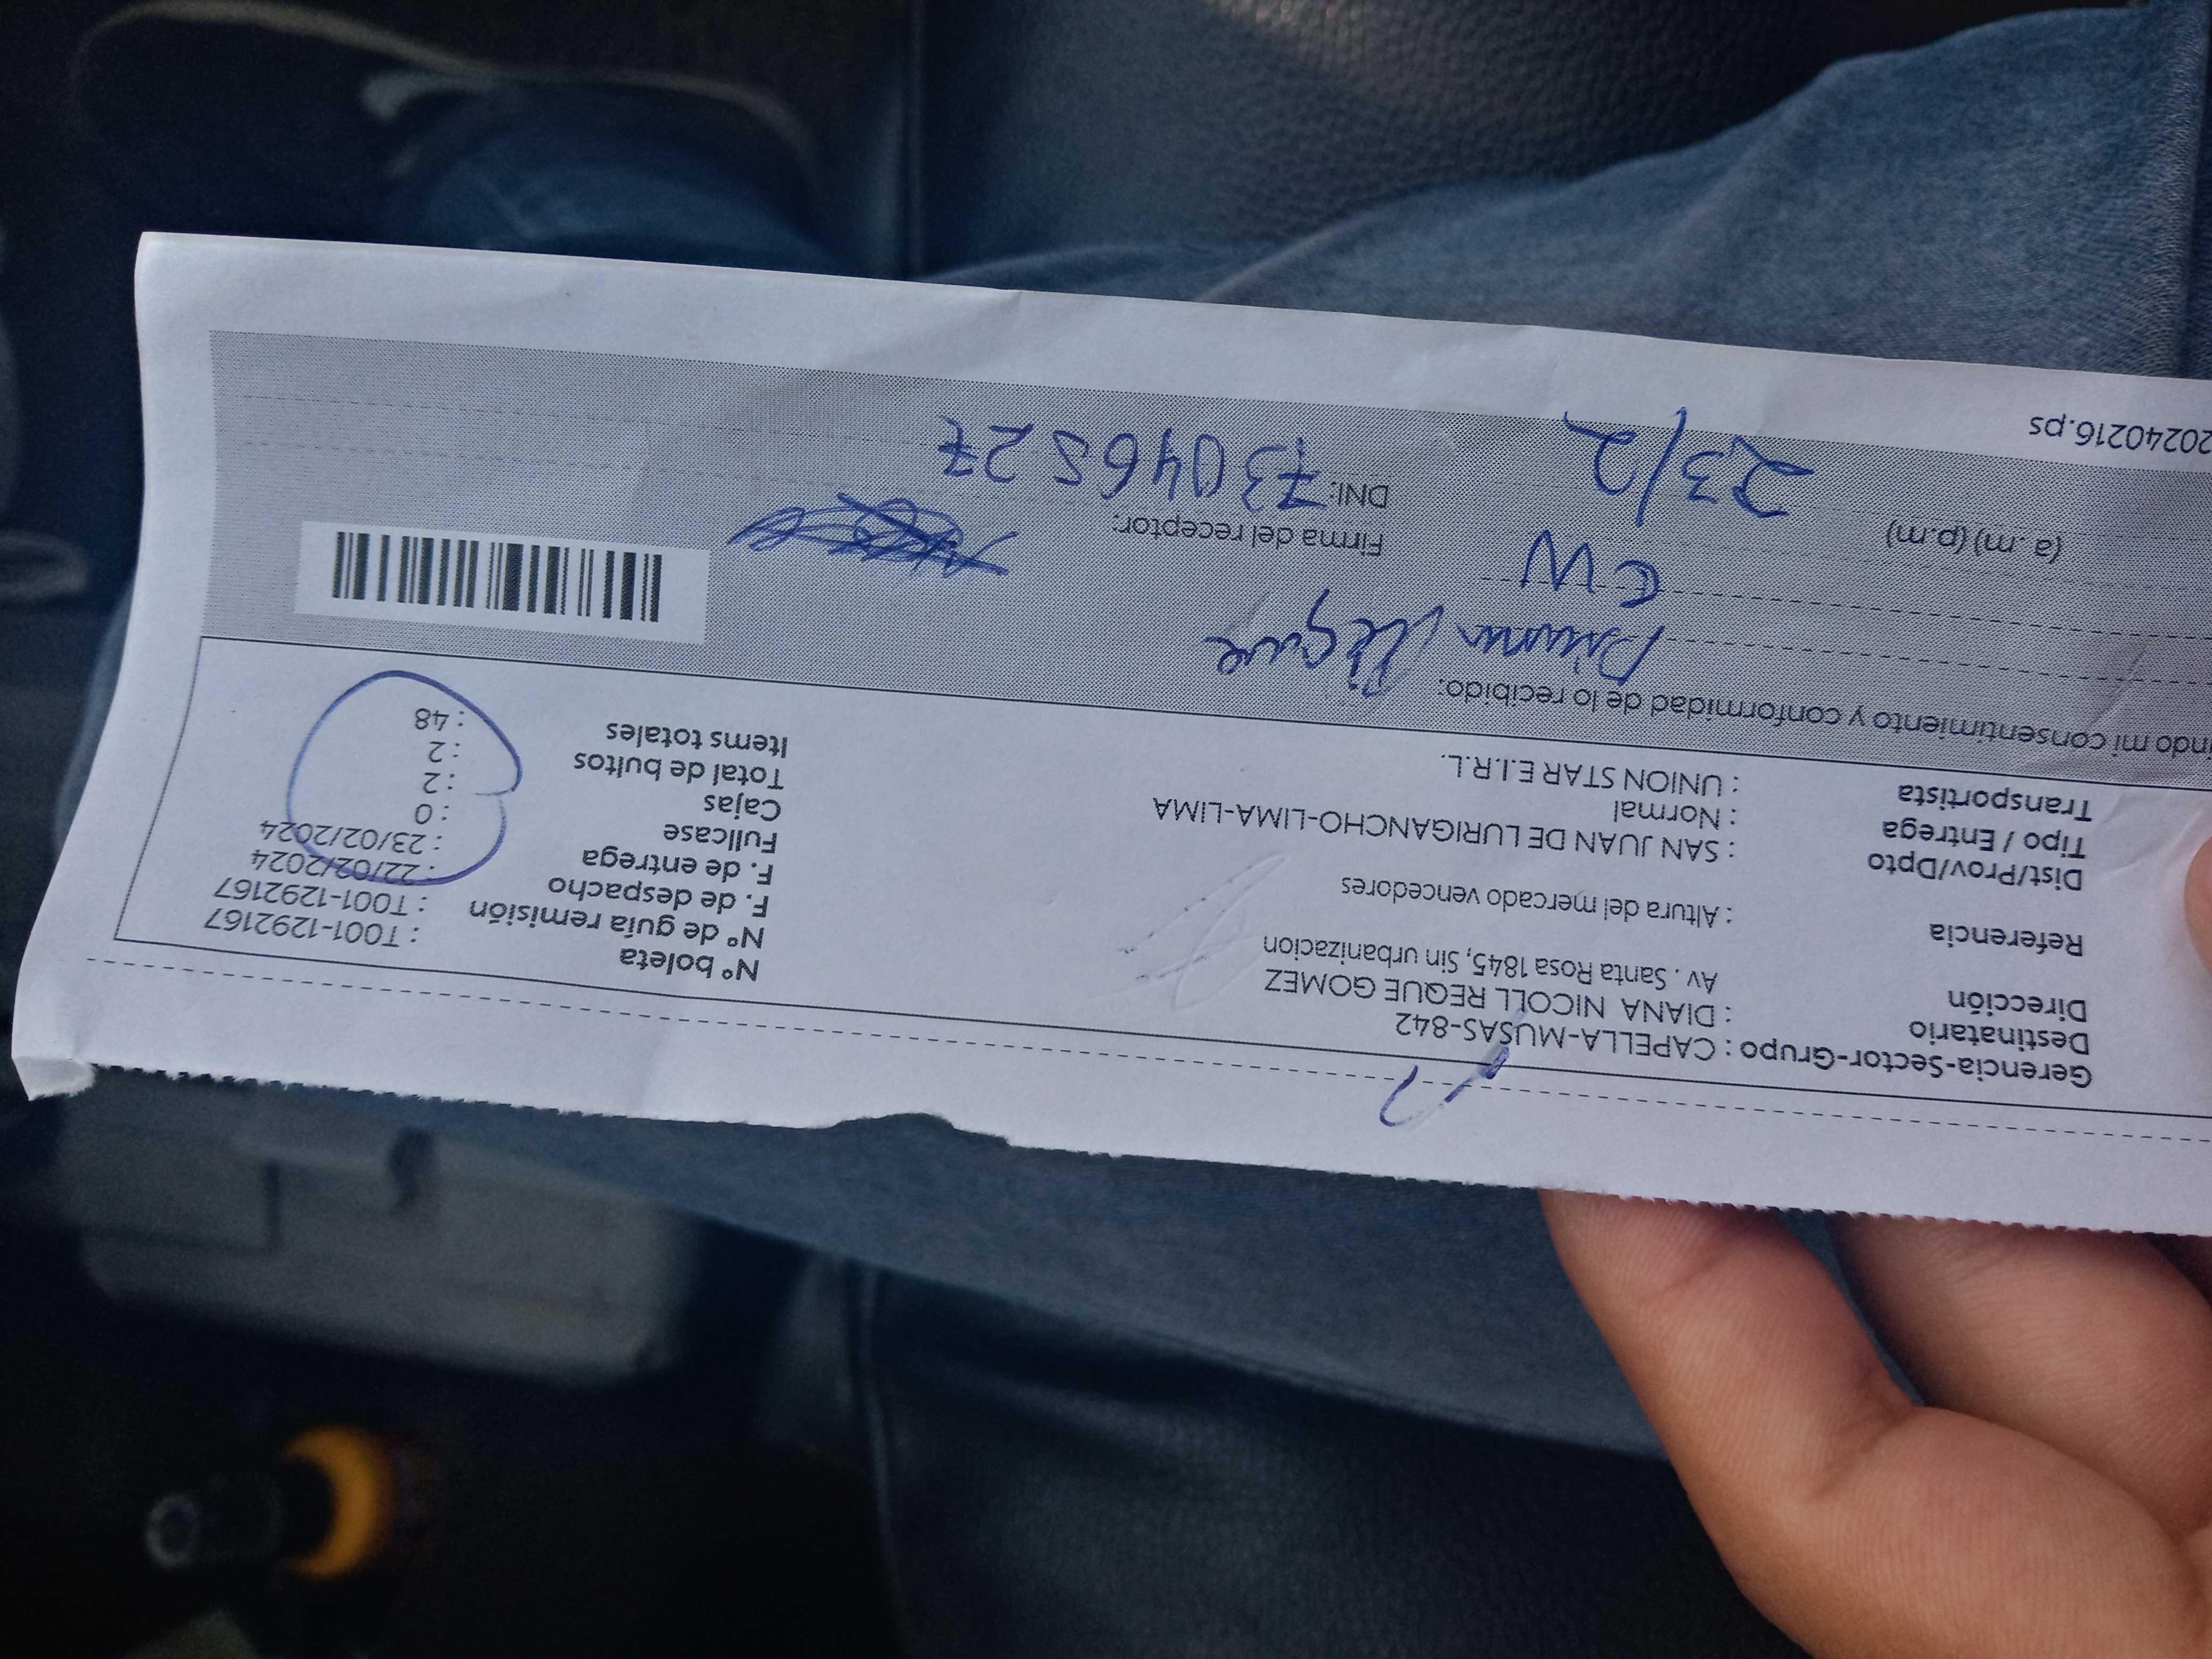 Gerencia-Sector-Grupo : CAPELLA-MUSAS-842
Destinatario : DIANA NICOLL REQUE GOMEZ
Dirección Av . Santa Rosa 1845, Sin urbanizacion
Referencia : Altura del mercado vencedores
Dist/Prov/Dpto : SAN JUAN DE LURIGANCHO-LIMA-LIMA
Tipo / Entrega : Normal
Transportista : UNION STAR E.I.R.L.
N° boleta : T001-1292167
N° de guía remisión : T001-1292167
F. de despacho : 22/02/2024
F. de entrega : 23/02/2024
Fullcase : 0
Cajas : 2
Total de bultos : 2
Items totales : 48
ndo mi consentimiento y conformidad de lo recibido:
Diana Reque
EW
(a .m) (p.m) 23/2
Firma del receptor:
DNI: 73046527
20240216.ps